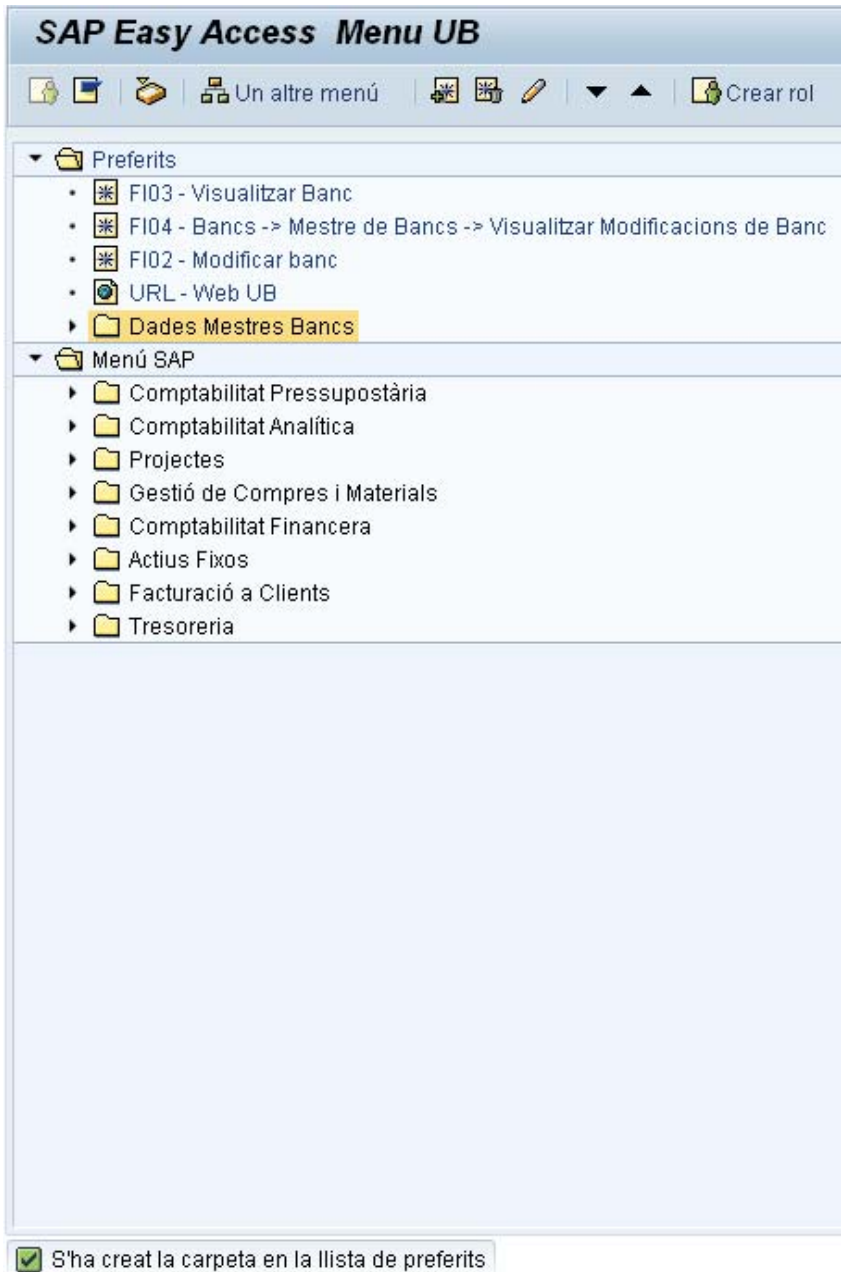 SAP Easy Access Menu UB
Un altre menú Crear rol
Preferits
FI03 - Visualitzar Banc
FI04 - Bancs -> Mestre de Bancs -> Visualitzar Modificacions de Banc
FI02 - Modificar banc
URL - Web UB
Dades Mestres Bancs
Menú SAP
Comptabilitat Pressupostària
Comptabilitat Analítica
Projectes
Gestió de Compres i Materials
Comptabilitat Financera
Actius Fixos
Facturació a Clients
Tresoreria
S'ha creat la carpeta en la llista de preferits